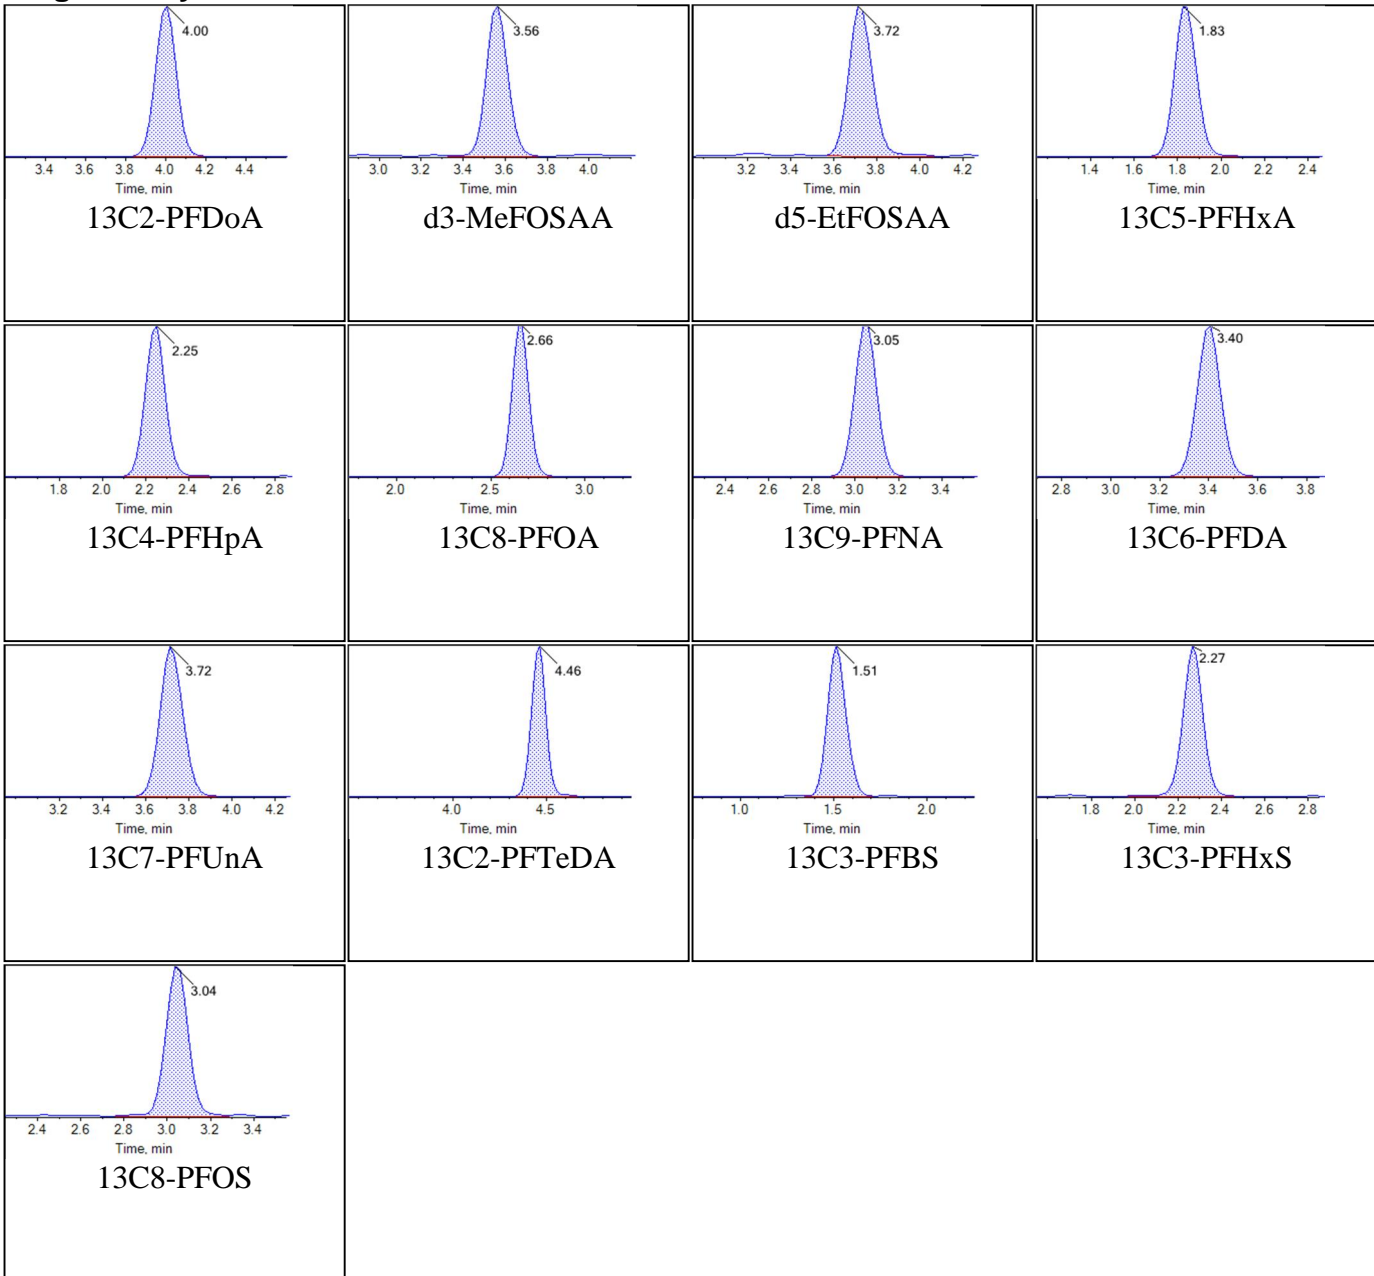 4.00
3.4 3.6 3.8 4.0 4.2 4.4
Time, min
13C2-PFDoA
3.56
3.0 3.2 3.4 3.6 3.8 4.0
Time, min
d3-MeFOSAA
3.72
3.2 3.4 3.6 3.8 4.0 4.2
Time, min
d5-EtFOSAA
1.83
1.4 1.6 1.8 2.0 2.2 2.4
Time, min
13C5-PFHxA
2.25
1.8 2.0 2.2 2.4 2.6 2.8
Time, min
13C4-PFHpA
2.66
2.0 2.5 3.0
Time, min
13C8-PFOA
3.05
2.4 2.6 2.8 3.0 3.2 3.4
Time, min
13C9-PFNA
3.40
2.8 3.0 3.2 3.4 3.6 3.8
Time, min
13C6-PFDA
3.72
3.2 3.4 3.6 3.8 4.0 4.2
Time, min
13C7-PFUnA
4.46
4.0 4.5
Time, min
13C2-PFTeDA
1.51
1.0 1.5 2.0
Time, min
13C3-PFBS
2.27
1.8 2.0 2.2 2.4 2.6 2.8
Time, min
13C3-PFHxS
3.04
2.4 2.6 2.8 3.0 3.2 3.4
Time, min
13C8-PFOS